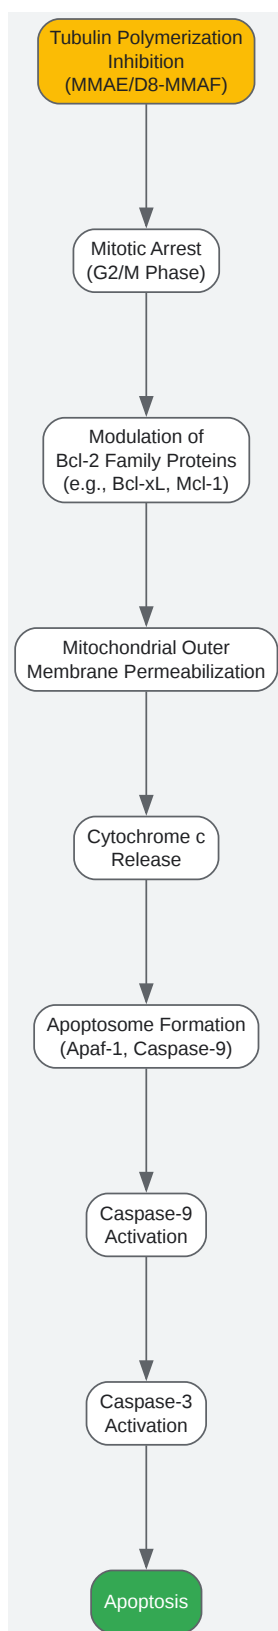 Tubulin Polymerization
Inhibition
(MMAE/D8-MMAF)
Mitotic Arrest
(G2/M Phase)
Modulation of
Bcl-2 Family Proteins
(e.g., Bcl-xL, Mcl-1)
Mitochondrial Outer
Membrane Permeabilization
Cytochrome c
Release
Apoptosome Formation
(Apaf-1, Caspase-9)
Caspase-9
Activation
Caspase-3
Activation
Apoptosis